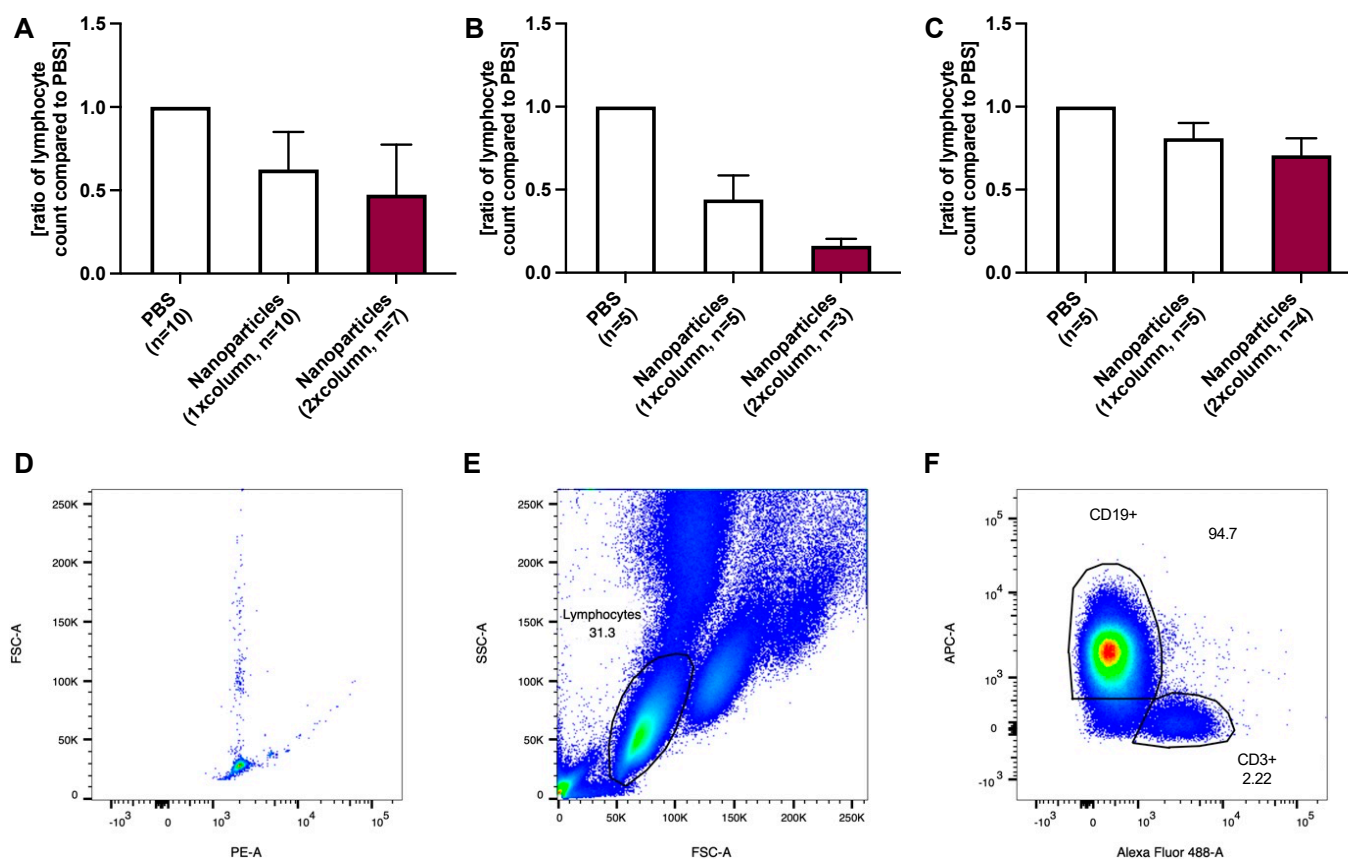 A
[ratio of lymphocyte
count compared to PBS]
1.5
1.0
0.5
0.0
PBS
(n=10)
Nanoparticles
(1xcolumn, n=10)
Nanoparticles
(2xcolumn, n=7)
B
[ratio of lymphocyte
count compared to PBS]
1.5
1.0
0.5
0.0
PBS
(n=5)
Nanoparticles
(1xcolumn, n=5)
Nanoparticles
(2xcolumn, n=3)
C
[ratio of lymphocyte
count compared to PBS]
1.5
1.0
0.5
0.0
PBS
(n=5)
Nanoparticles
(1xcolumn, n=5)
Nanoparticles
(2xcolumn, n=4)
D
FSC-A
250K
200K
150K
100K
50K
0
-10³ 0 10³ 10⁴ 10⁵
PE-A
E
SSC-A
250K
200K
150K
100K
50K
0
Lymphocytes
31.3
0 50K 100K 150K 200K 250K
FSC-A
F
APC-A
10⁵
10⁴
10³
0
-10³
CD19+
94.7
CD3+
2.22
-10³ 0 10³ 10⁴ 10⁵
Alexa Fluor 488-A